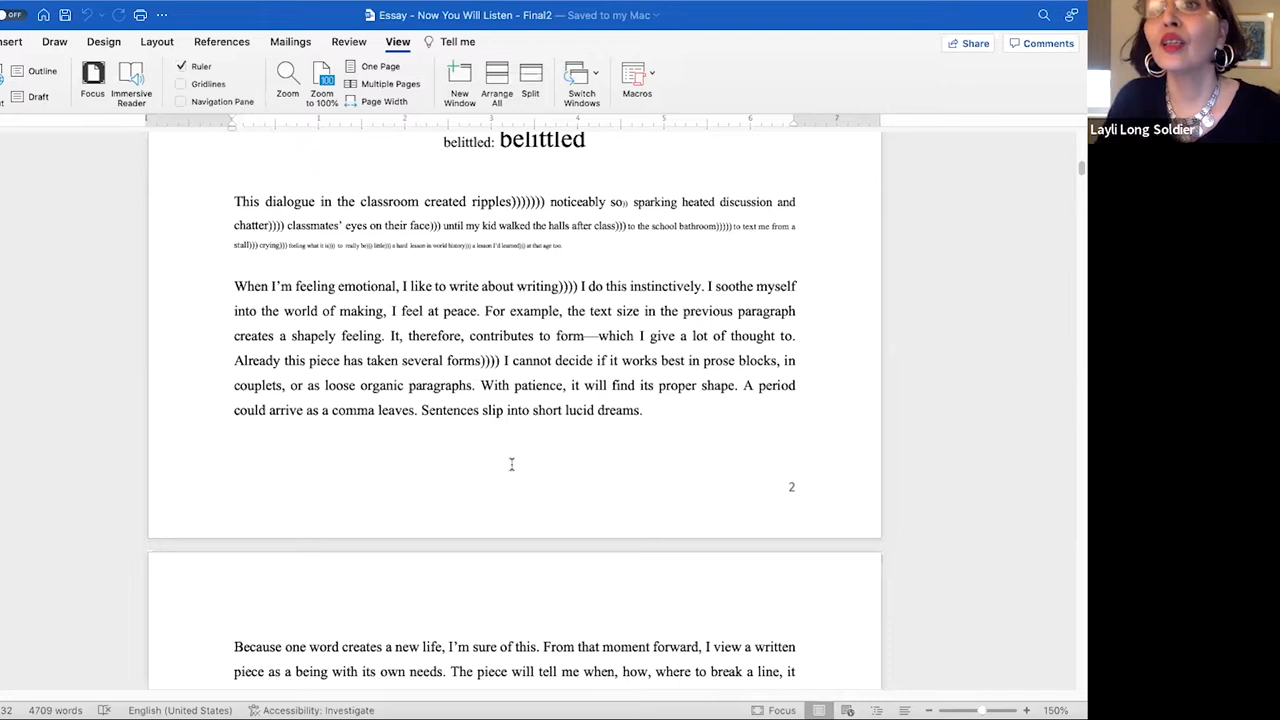 OFF
Essay - Now You Will Listen - Final2 — Saved to my Mac
nsert Draw Design Layout References Mailings Review View Tell me Share Comments
Outline
Draft
Focus
Immersive
Reader
Ruler
Gridlines
Navigation Pane
Zoom
100
Zoom
to 100%
One Page
Multiple Pages
Page Width
New
Window
Arrange
All
Split
Switch
Windows
Macros
Layli Long Soldier
1 2 3 4 5 6 7
belittled: belittled
This dialogue in the classroom created ripples))))))) noticeably so)) sparking heated discussion and
chatter)))) classmates’ eyes on their face))) until my kid walked the halls after class))) to the school bathroom))))) to text me from a
stall))) crying))) feeling what it is))) to really be))) little))) a hard lesson in world history))) a lesson I’d learned))) at that age too.
When I’m feeling emotional, I like to write about writing)))) I do this instinctively. I soothe myself
into the world of making, I feel at peace. For example, the text size in the previous paragraph
creates a shapely feeling. It, therefore, contributes to form—which I give a lot of thought to.
Already this piece has taken several forms)))) I cannot decide if it works best in prose blocks, in
couplets, or as loose organic paragraphs. With patience, it will find its proper shape. A period
could arrive as a comma leaves. Sentences slip into short lucid dreams.
2
Because one word creates a new life, I’m sure of this. From that moment forward, I view a written
piece as a being with its own needs. The piece will tell me when, how, where to break a line, it
32 4709 words English (United States) Accessibility: Investigate Focus 150%